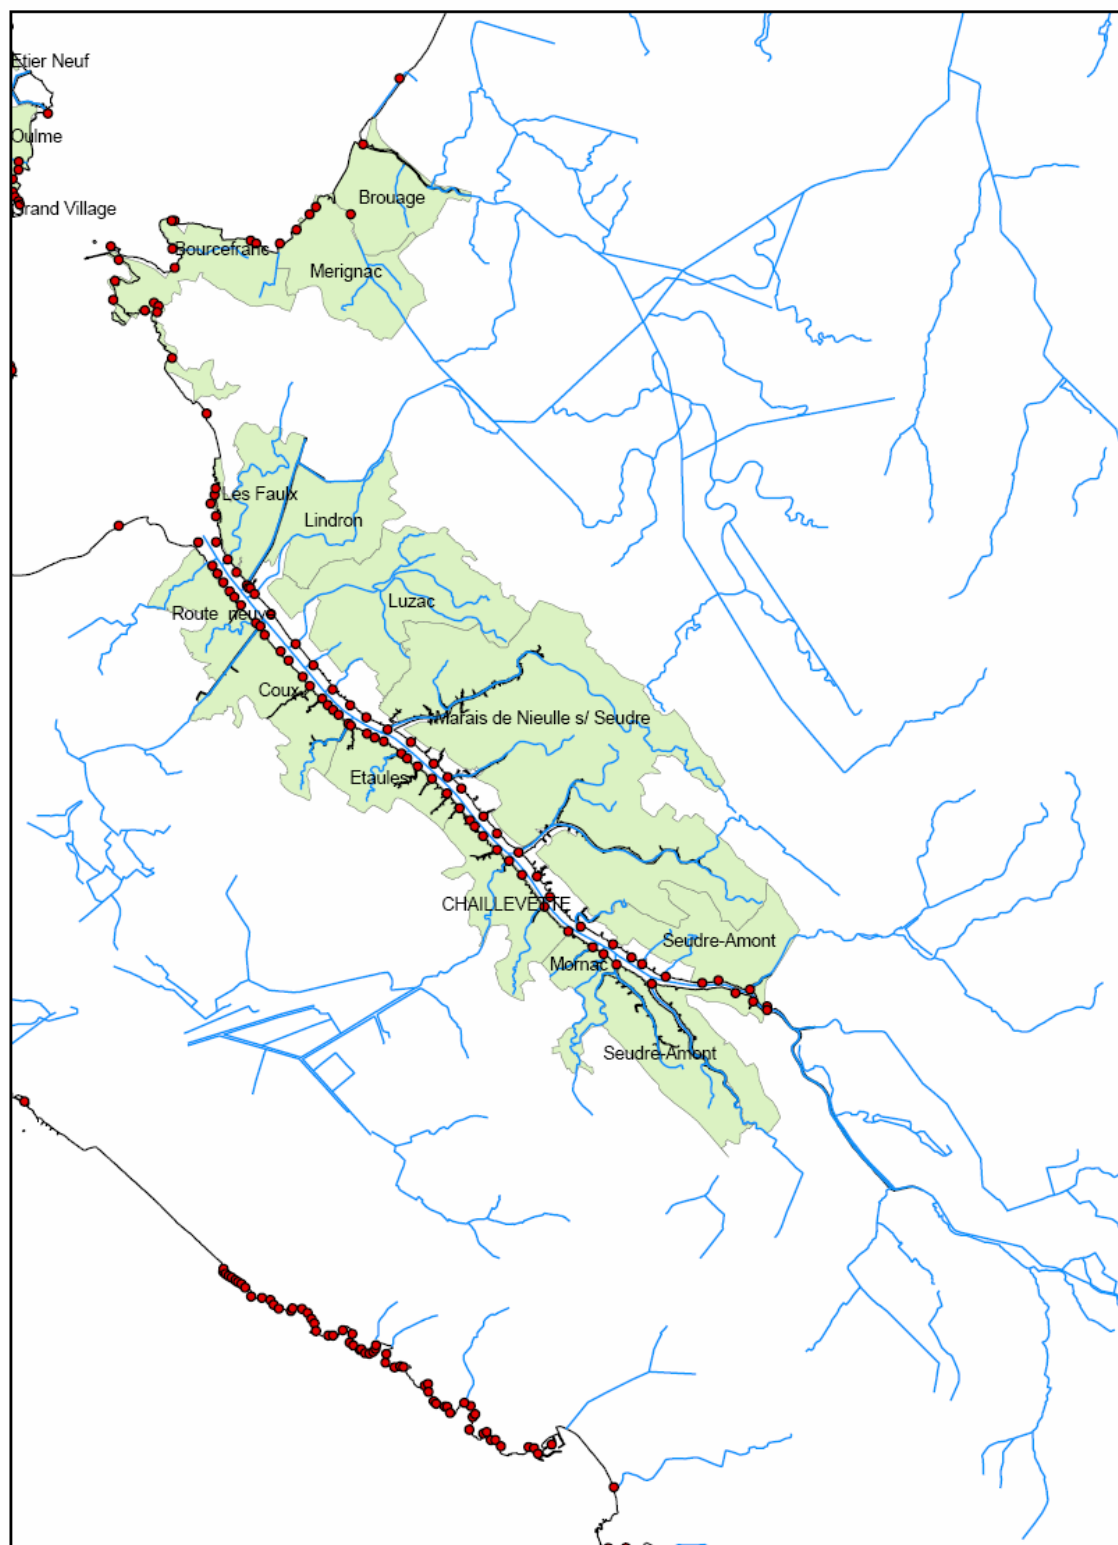 Etier Neuf
Oulme
Grand Village
Brouage
Bourcefranc
Merignac
Les Faulx
Lindron
Luzac
Route neuve
Coux
Marais de Nieulle s/ Seudre
Etaules
CHAILLEVETTE
Seudre-Amont
Mornac
Seudre-Amont